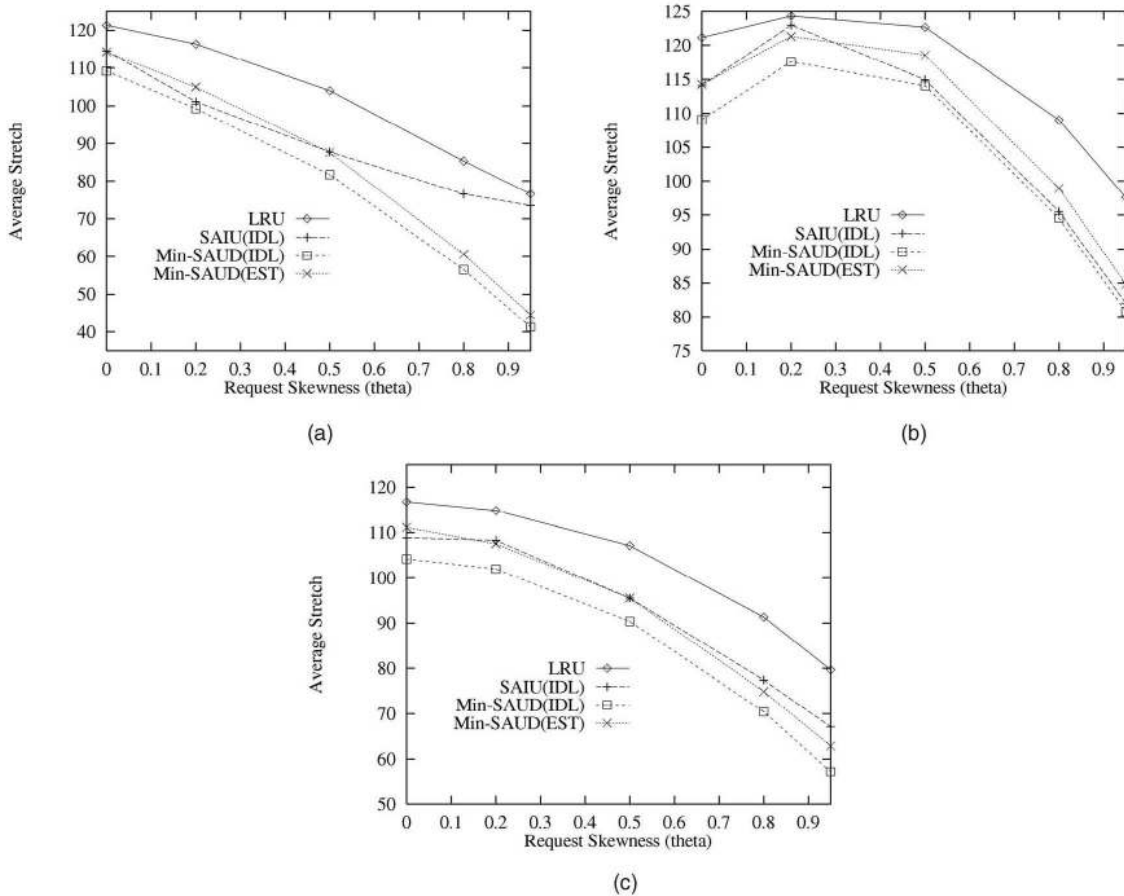 120
110
100
90
80
70
60
50
40
Average Stretch
LRU
SAIU(IDL)
Min-SAUD(IDL)
Min-SAUD(EST)
0 0.1 0.2 0.3 0.4 0.5 0.6 0.7 0.8 0.9
Request Skewness (theta)
(a)
125
120
115
110
105
100
95
90
85
80
75
Average Stretch
LRU
SAIU(IDL)
Min-SAUD(IDL)
Min-SAUD(EST)
0 0.1 0.2 0.3 0.4 0.5 0.6 0.7 0.8 0.9
Request Skewness (theta)
(b)
120
110
100
90
80
70
60
50
Average Stretch
LRU
SAIU(IDL)
Min-SAUD(IDL)
Min-SAUD(EST)
0 0.1 0.2 0.3 0.4 0.5 0.6 0.7 0.8 0.9
Request Skewness (theta)
(c)